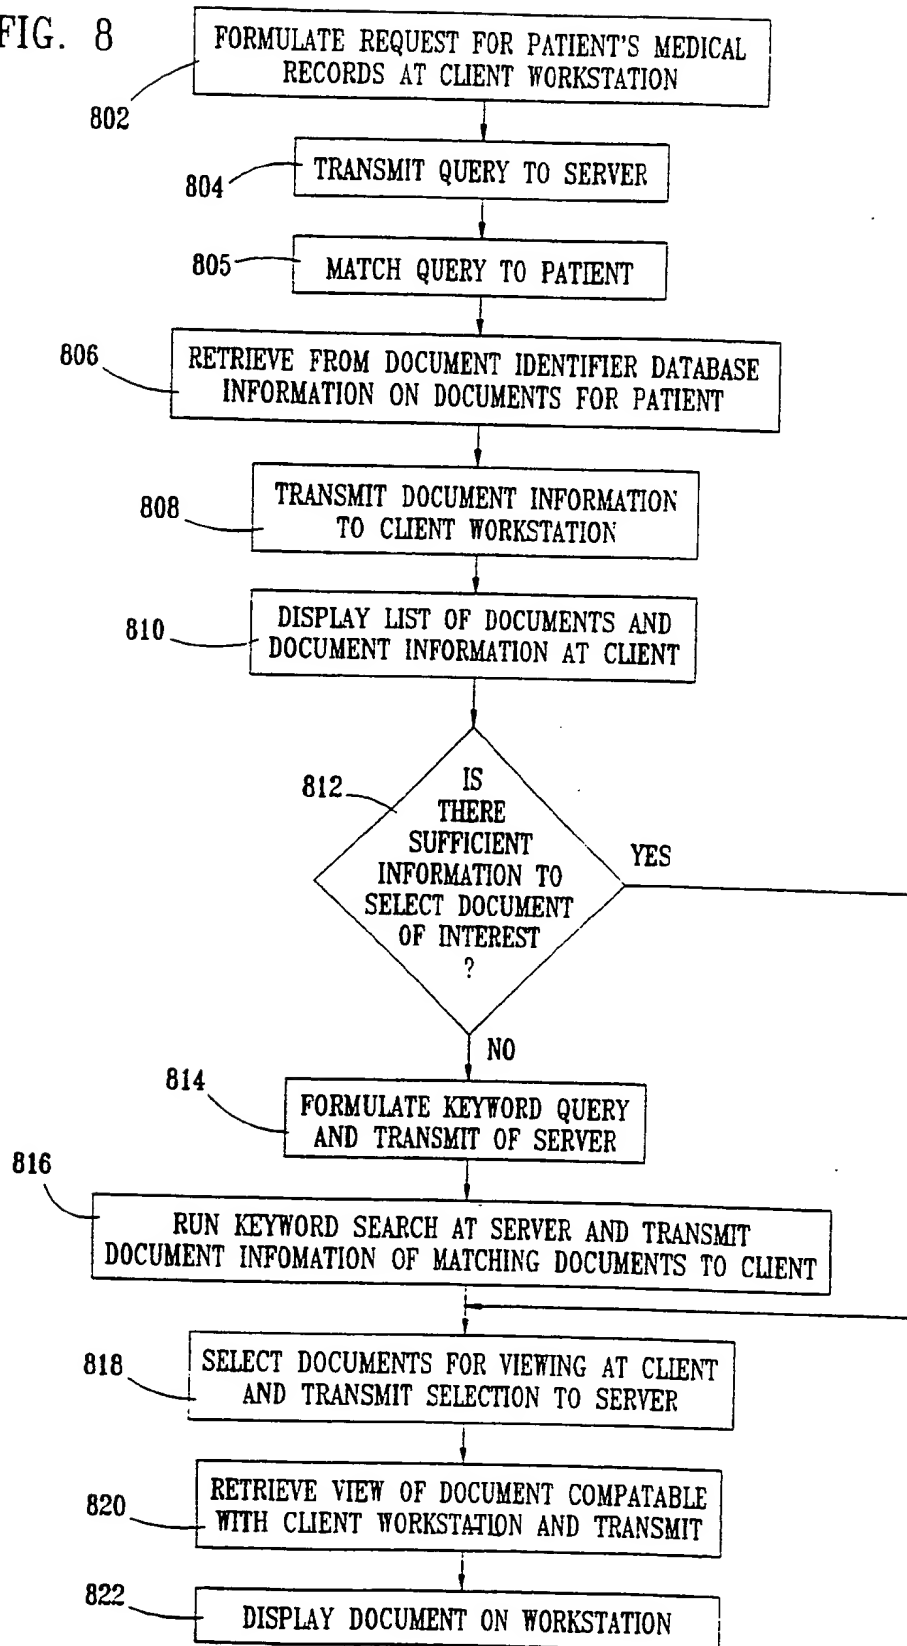 FIG. 8
FORMULATE REQUEST FOR PATIENT'S MEDICAL
RECORDS AT CLIENT WORKSTATION
802
TRANSMIT QUERY TO SERVER
804
MATCH QUERY TO PATIENT
805
RETRIEVE FROM DOCUMENT IDENTIFIER DATABASE
INFORMATION ON DOCUMENTS FOR PATIENT
806
TRANSMIT DOCUMENT INFORMATION
TO CLIENT WORKSTATION
808
DISPLAY LIST OF DOCUMENTS AND
DOCUMENT INFORMATION AT CLIENT
810
IS
THERE
SUFFICIENT
INFORMATION TO
SELECT DOCUMENT
OF INTEREST
?
812
YES
NO
814
FORMULATE KEYWORD QUERY
AND TRANSMIT OF SERVER
816
RUN KEYWORD SEARCH AT SERVER AND TRANSMIT
DOCUMENT INFOMATION OF MATCHING DOCUMENTS TO CLIENT
818
SELECT DOCUMENTS FOR VIEWING AT CLIENT
AND TRANSMIT SELECTION TO SERVER
820
RETRIEVE VIEW OF DOCUMENT COMPATABLE
WITH CLIENT WORKSTATION AND TRANSMIT
822
DISPLAY DOCUMENT ON WORKSTATION